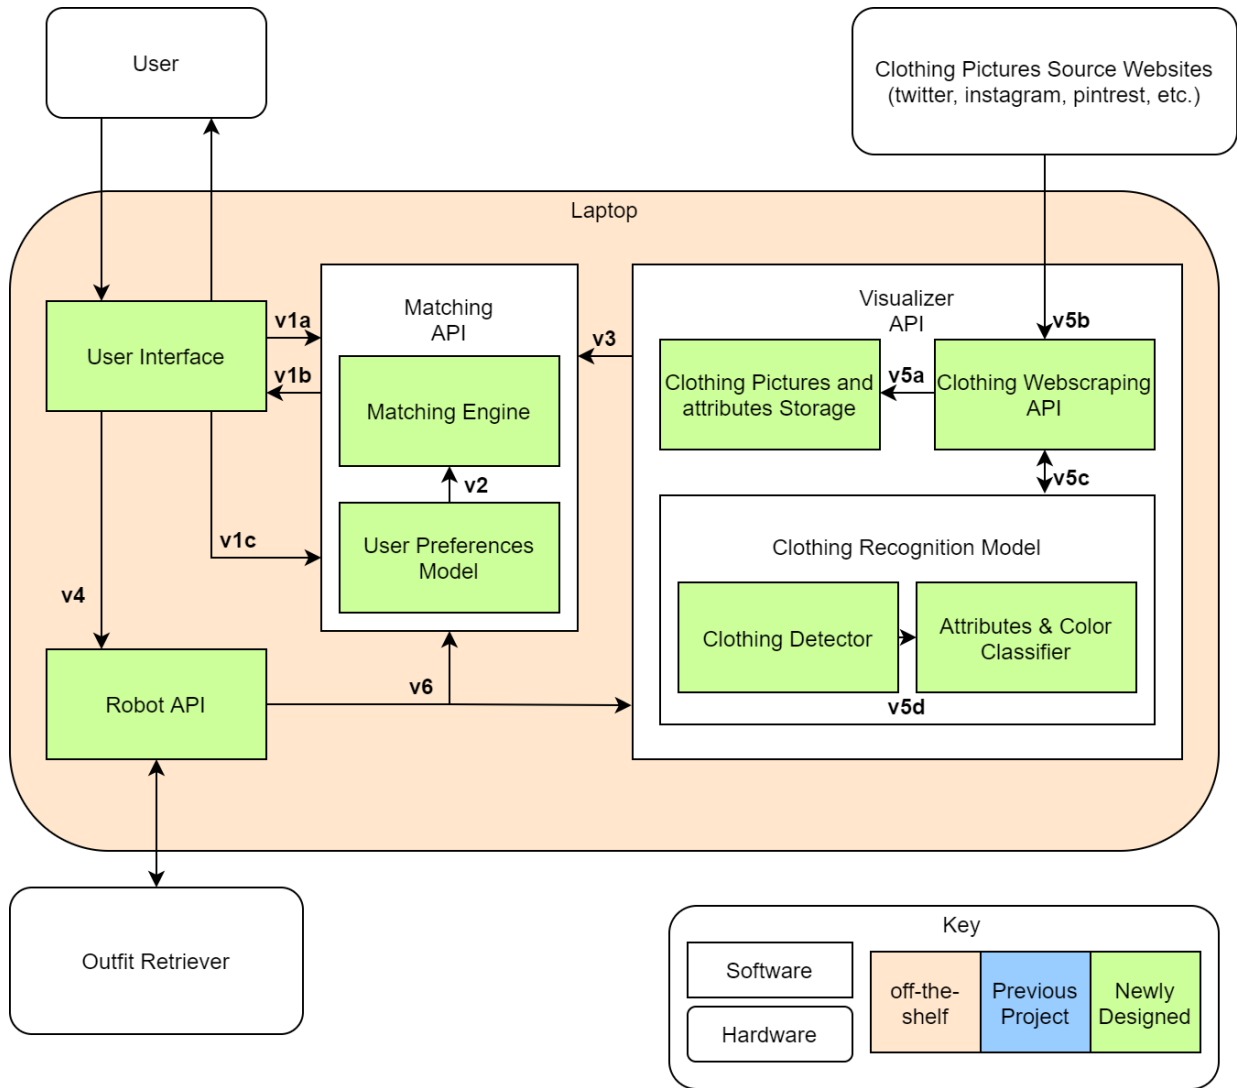 User
Clothing Pictures Source Websites
(twitter, instagram, pintrest, etc.)
Laptop
User Interface
v1a
v1b
v1c
v4
Matching
API
Matching Engine
v2
User Preferences
Model
v3
Visualizer
API
v5b
Clothing Pictures and
attributes Storage
v5a
Clothing Webscraping
API
v5c
Clothing Recognition Model
Clothing Detector
Attributes & Color
Classifier
v5d
Robot API
v6
Outfit Retriever
Key
Software
Hardware
off-the-
shelf
Previous
Project
Newly
Designed